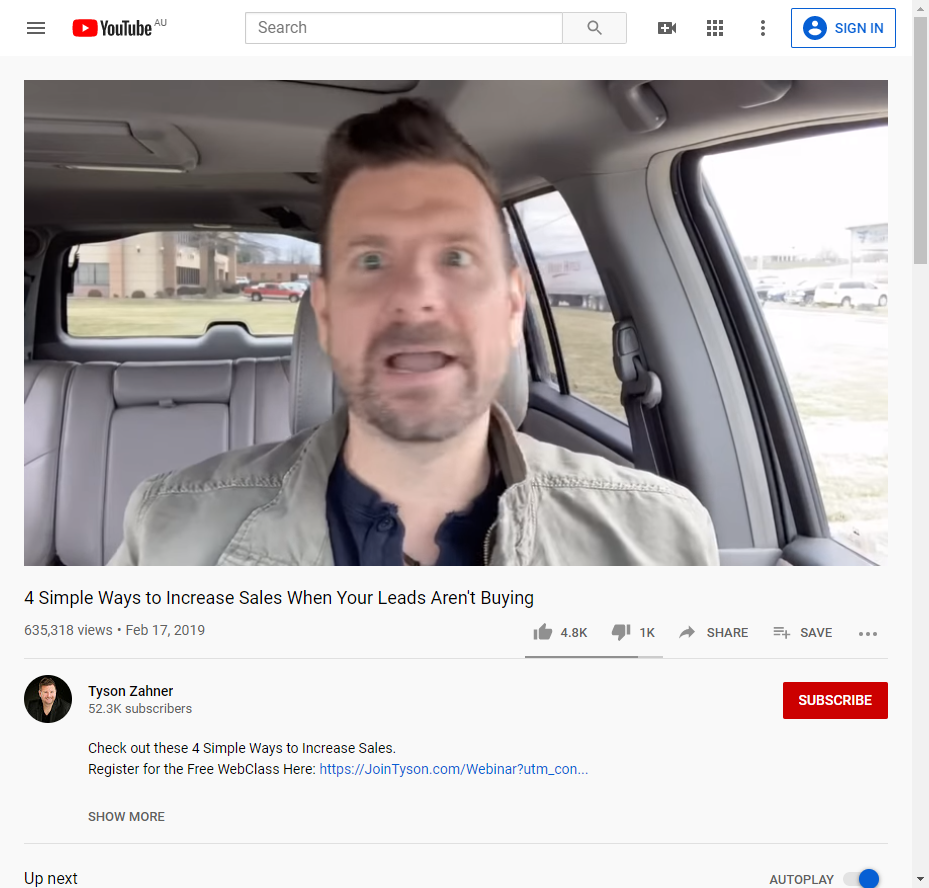 YouTube AU
Search
SIGN IN
4 Simple Ways to Increase Sales When Your Leads Aren't Buying
635,318 views • Feb 17, 2019
4.8K
1K
SHARE
SAVE
Tyson Zahner
52.3K subscribers
SUBSCRIBE
Check out these 4 Simple Ways to Increase Sales.
Register for the Free WebClass Here: https://JoinTyson.com/Webinar?utm_con...
SHOW MORE
Up next
AUTOPLAY